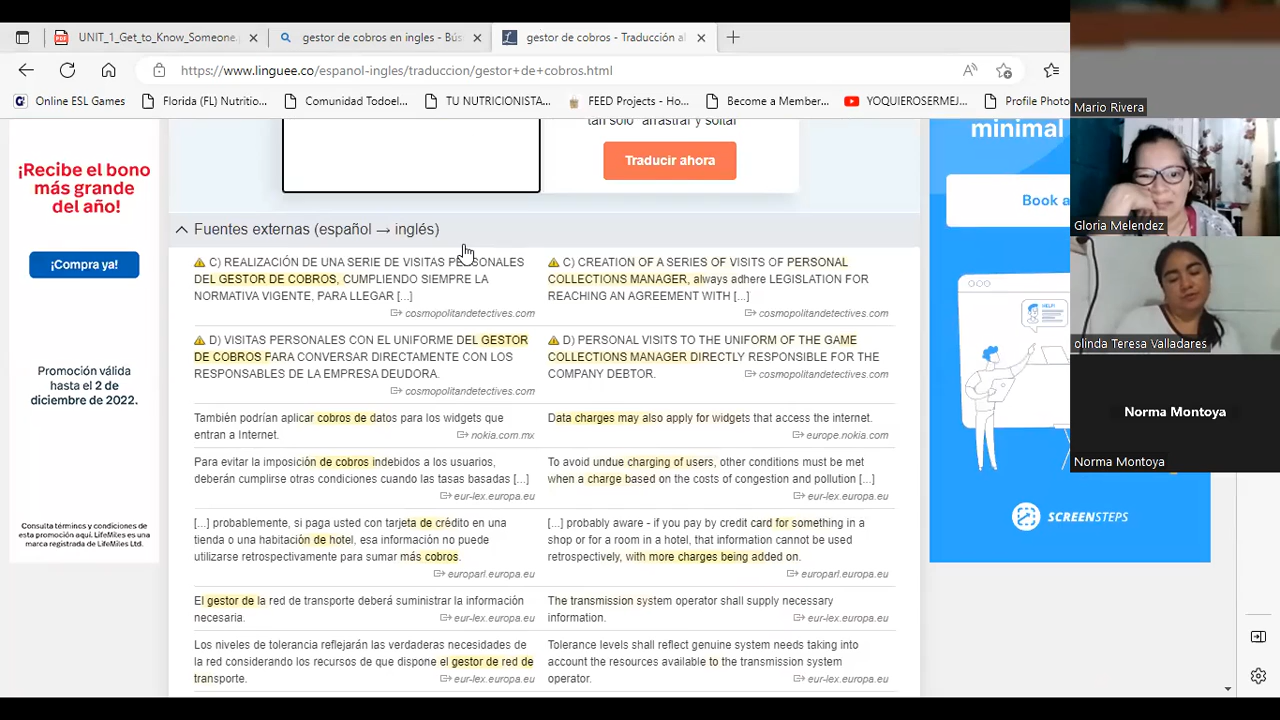 UNIT_1_Get_to_Know_Someone.
gestor de cobros en ingles - Bús
gestor de cobros - Traducción al
https://www.linguee.co/espanol-ingles/traduccion/gestor+de+cobros.html
Online ESL Games
Florida (FL) Nutritio...
Comunidad Todoel...
TU NUTRICIONISTA...
FEED Projects - Ho...
Become a Member...
YOQUIEROSERMEJ...
Profile Photo
tan sólo "arrastrar y soltar"
Traducir ahora
¡Recibe el bono
más grande
del año!
¡Compra ya!
Promoción válida
hasta el 2 de
diciembre de 2022.
Consulta términos y condiciones de
esta promoción aquí. LifeMiles es una
marca registrada de LifeMiles Ltd.
Fuentes externas (español → inglés)
C) REALIZACIÓN DE UNA SERIE DE VISITAS PERSONALES
DEL GESTOR DE COBROS, CUMPLIENDO SIEMPRE LA
NORMATIVA VIGENTE, PARA LLEGAR [...]
cosmopolitandetectives.com
C) CREATION OF A SERIES OF VISITS OF PERSONAL
COLLECTIONS MANAGER, always adhere LEGISLATION FOR
REACHING AN AGREEMENT WITH [...]
cosmopolitandetectives.com
D) VISITAS PERSONALES CON EL UNIFORME DEL GESTOR
DE COBROS PARA CONVERSAR DIRECTAMENTE CON LOS
RESPONSABLES DE LA EMPRESA DEUDORA.
cosmopolitandetectives.com
D) PERSONAL VISITS TO THE UNIFORM OF THE GAME
COLLECTIONS MANAGER DIRECTLY RESPONSIBLE FOR THE
COMPANY DEBTOR.
cosmopolitandetectives.com
También podrían aplicar cobros de datos para los widgets que
entran a Internet.
nokia.com.mx
Data charges may also apply for widgets that access the internet.
europe.nokia.com
Para evitar la imposición de cobros indebidos a los usuarios,
deberán cumplirse otras condiciones cuando las tasas basadas [...]
eur-lex.europa.eu
To avoid undue charging of users, other conditions must be met
when a charge based on the costs of congestion and pollution [...]
eur-lex.europa.eu
[...] probablemente, si paga usted con tarjeta de crédito en una
tienda o una habitación de hotel, esa información no puede
utilizarse retrospectivamente para sumar más cobros.
europarl.europa.eu
[...] probably aware - if you pay by credit card for something in a
shop or for a room in a hotel, that information cannot be used
retrospectively, with more charges being added on.
europarl.europa.eu
El gestor de la red de transporte deberá suministrar la información
necesaria.
eur-lex.europa.eu
The transmission system operator shall supply necessary
information.
eur-lex.europa.eu
Los niveles de tolerancia reflejarán las verdaderas necesidades de
la red considerando los recursos de que dispone el gestor de red de
transporte.
eur-lex.europa.eu
Tolerance levels shall reflect genuine system needs taking into
account the resources available to the transmission system
operator.
eur-lex.europa.eu
minimal
Book a
HELP!
SCREENSTEPS
Mario Rivera
Gloria Melendez
olinda Teresa Valladares
Norma Montoya
Norma Montoya